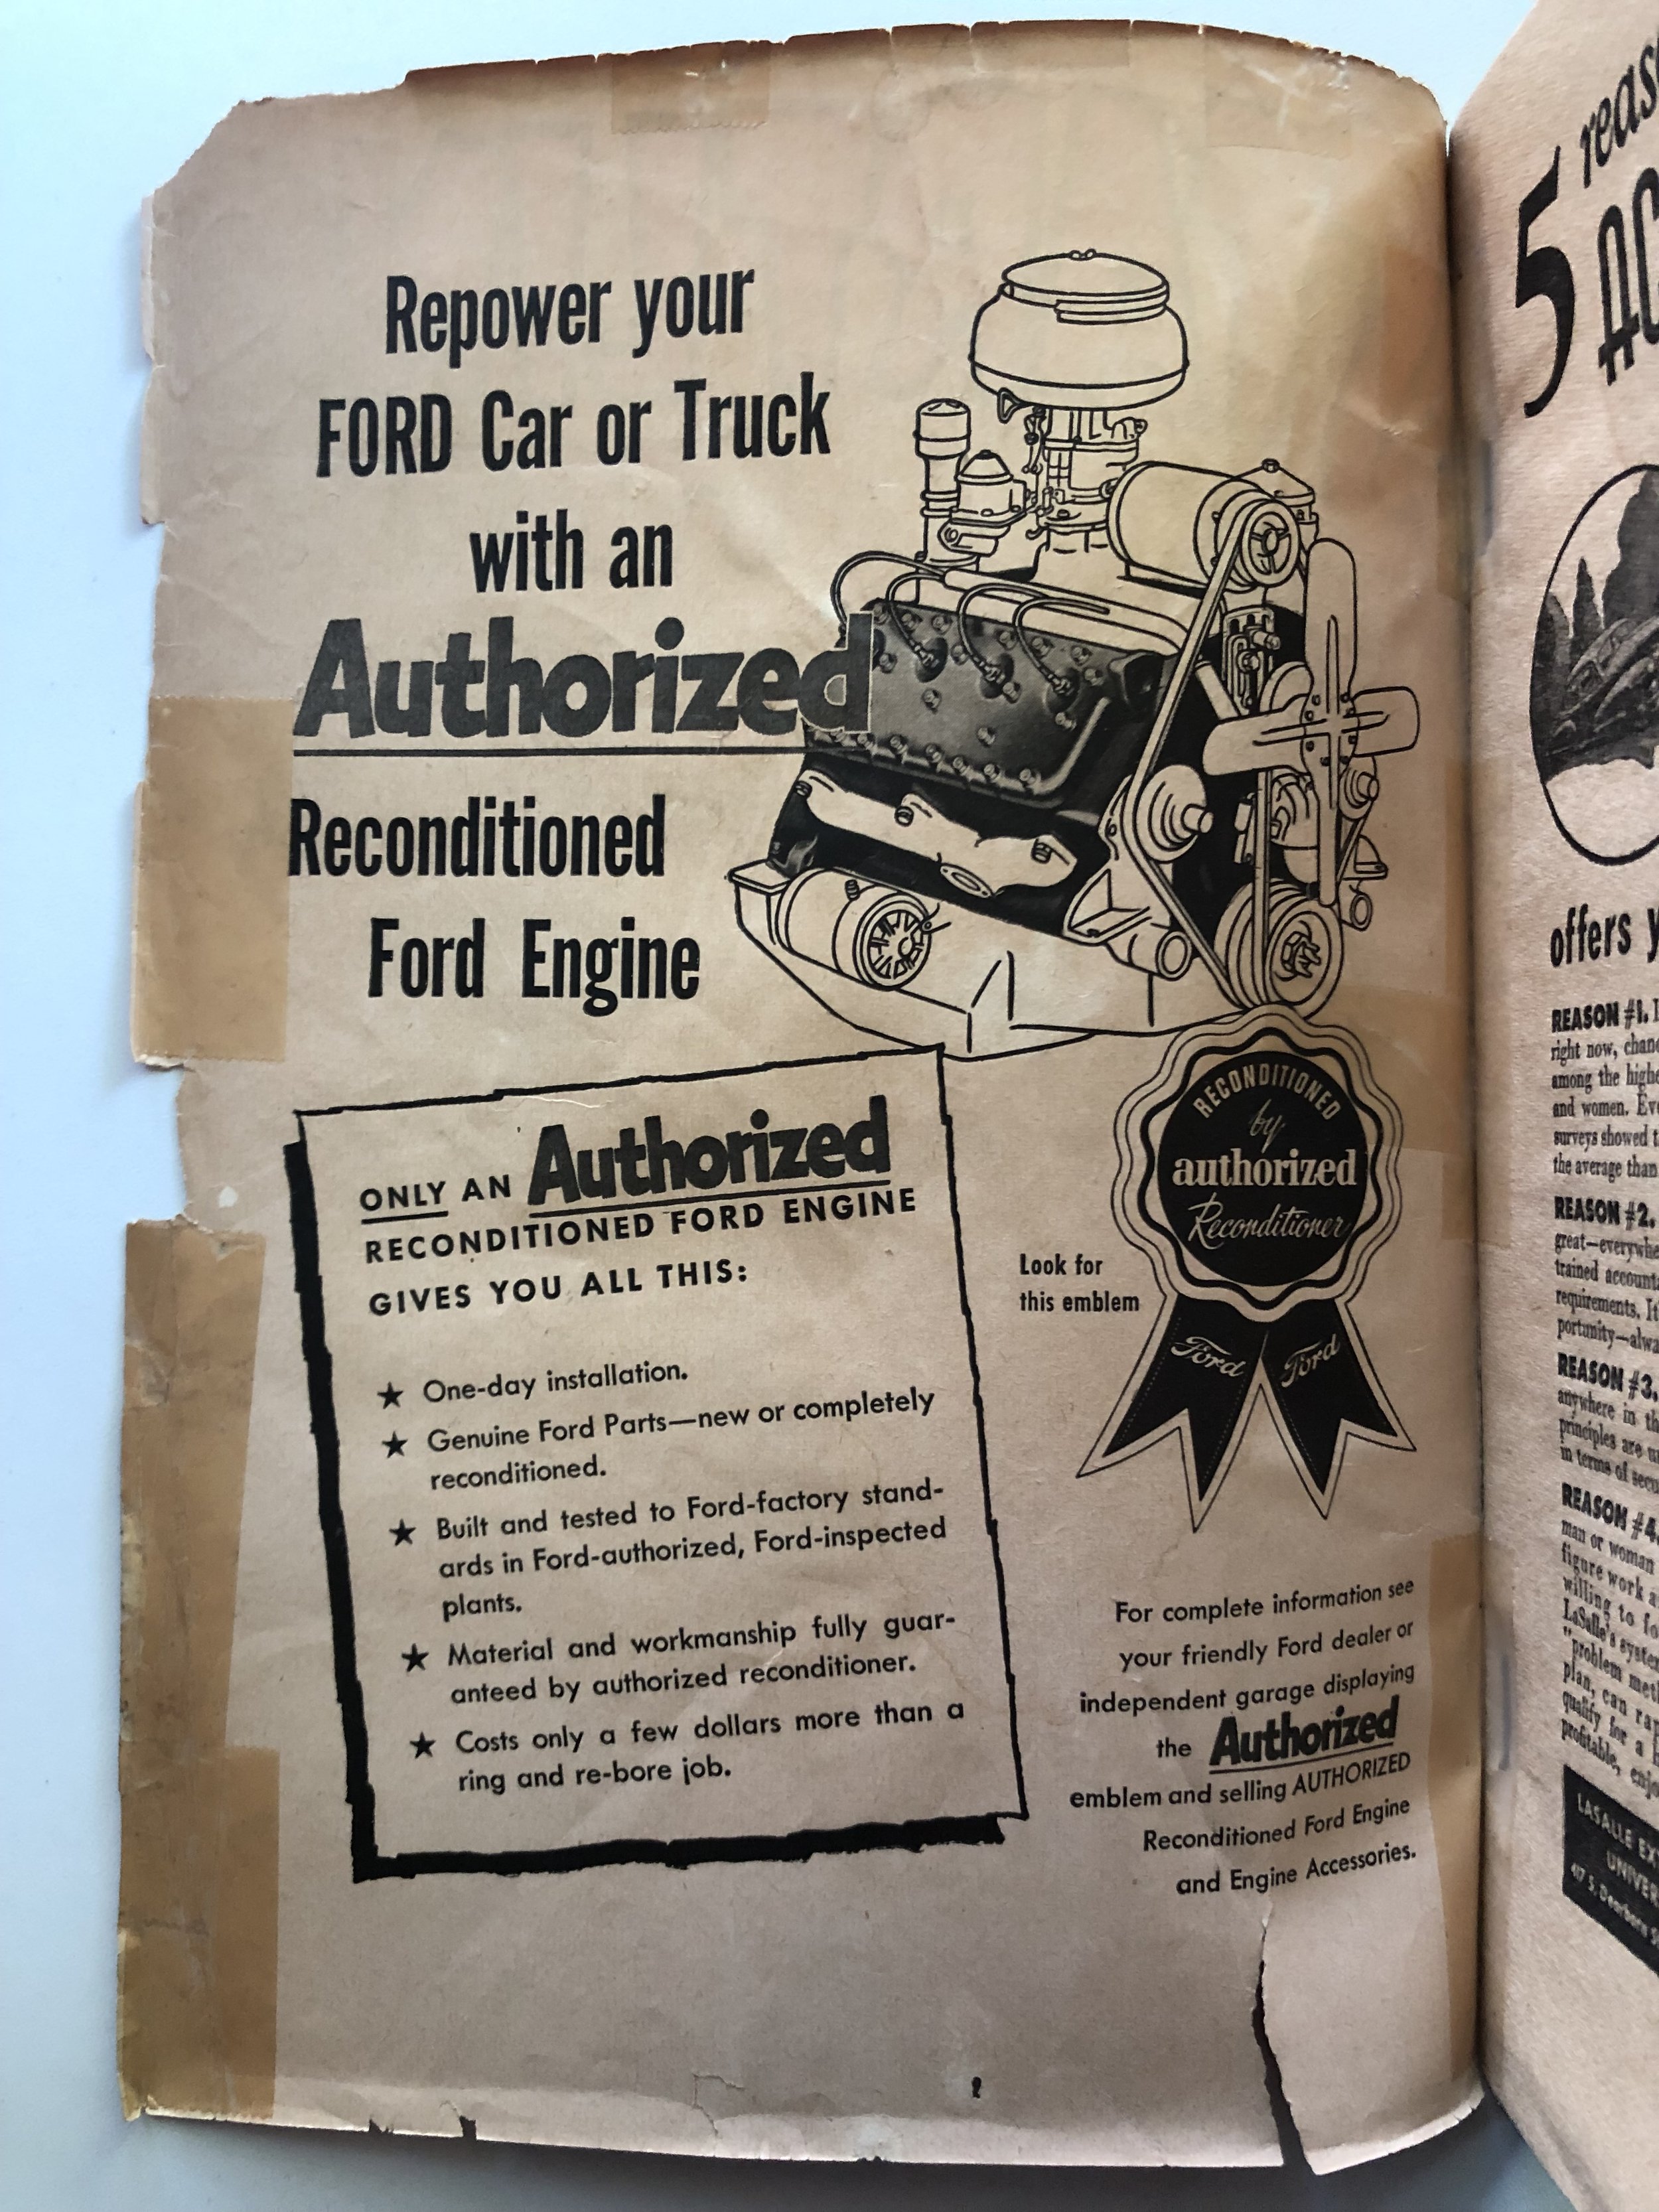 Repower your
FORD Car or Truck
with an
Authorized
Reconditioned
Ford Engine
ONLY AN Authorized
RECONDITIONED FORD ENGINE
GIVES YOU ALL THIS:
★ One-day installation.
★ Genuine Ford Parts—new or completely
reconditioned.
★ Built and tested to Ford-factory stand-
ards in Ford-authorized, Ford-inspected
plants.
★ Material and workmanship fully guar-
anteed by authorized reconditioner.
★ Costs only a few dollars more than a
ring and re-bore job.
RECONDITIONED
by
authorized
Reconditioner
Look for
this emblem
Ford Ford
For complete information see
your friendly Ford dealer or
independent garage displaying
the Authorized
emblem and selling AUTHORIZED
Reconditioned Ford Engine
and Engine Accessories.
5
offers
REASON #1.
right now,
among the
and women.
surveys showed
the average than
REASON #2.
great—
trained
requirements.
REASON #3.
anywhere in
principles are
in terms of
REASON #4.
man or woman
figure work
willing to
LaSalle's
"problem
plan, can
qualify for a
profitable,
LASALLE
417 S. Dearborn